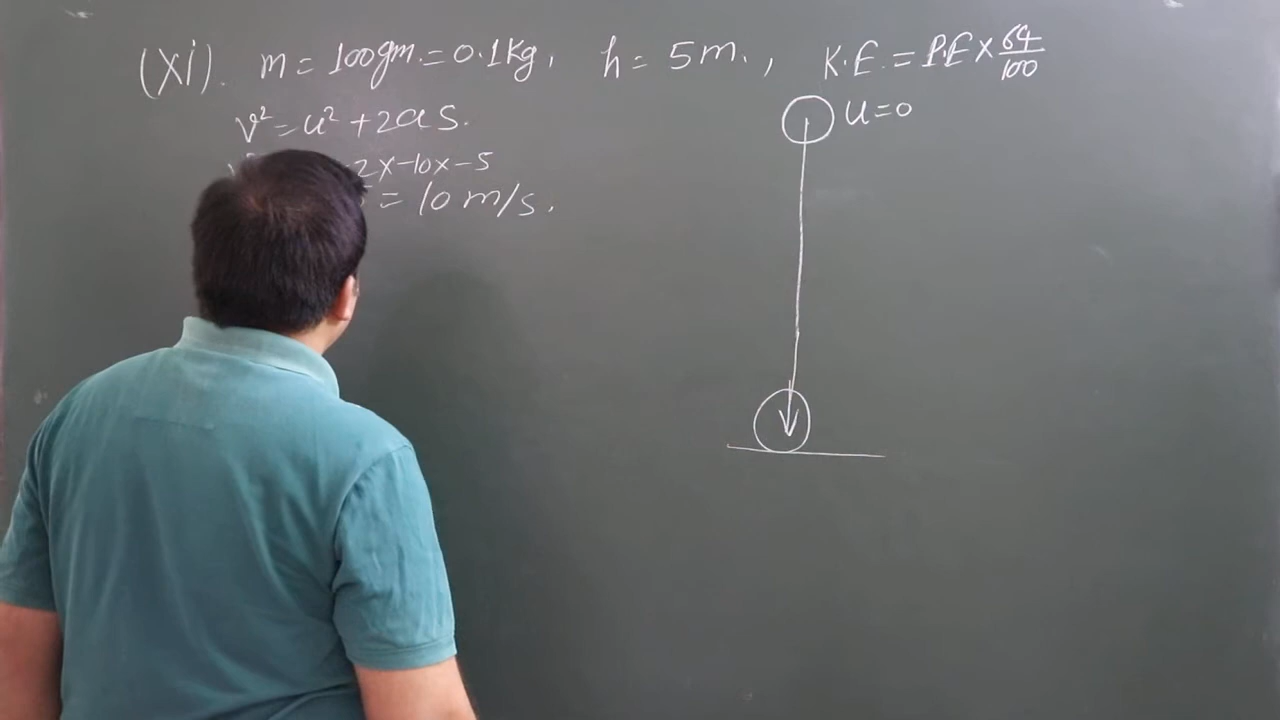 (xi). m = 100gm. = 0.1Kg, h = 5m., K.E. = P.E × 64/100
v² = u² + 2as.
u = 0
2×-10×-5
= 10 m/s.